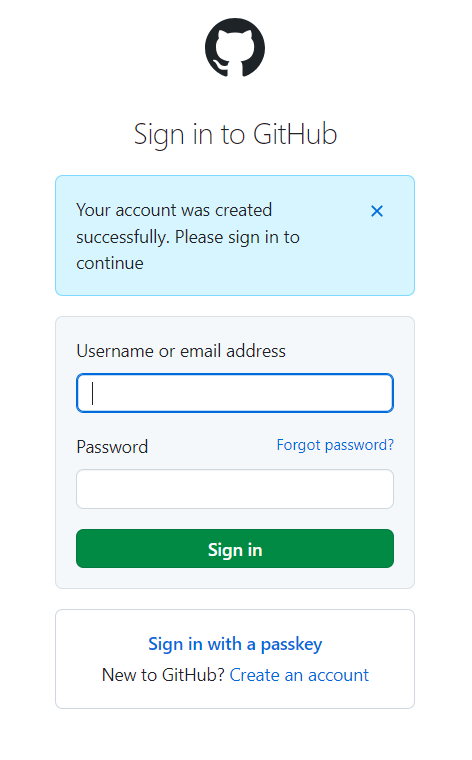 Sign in to GitHub
Your account was created
successfully. Please sign in to
continue
Username or email address
Password
Forgot password?
Sign in
Sign in with a passkey
New to GitHub? Create an account